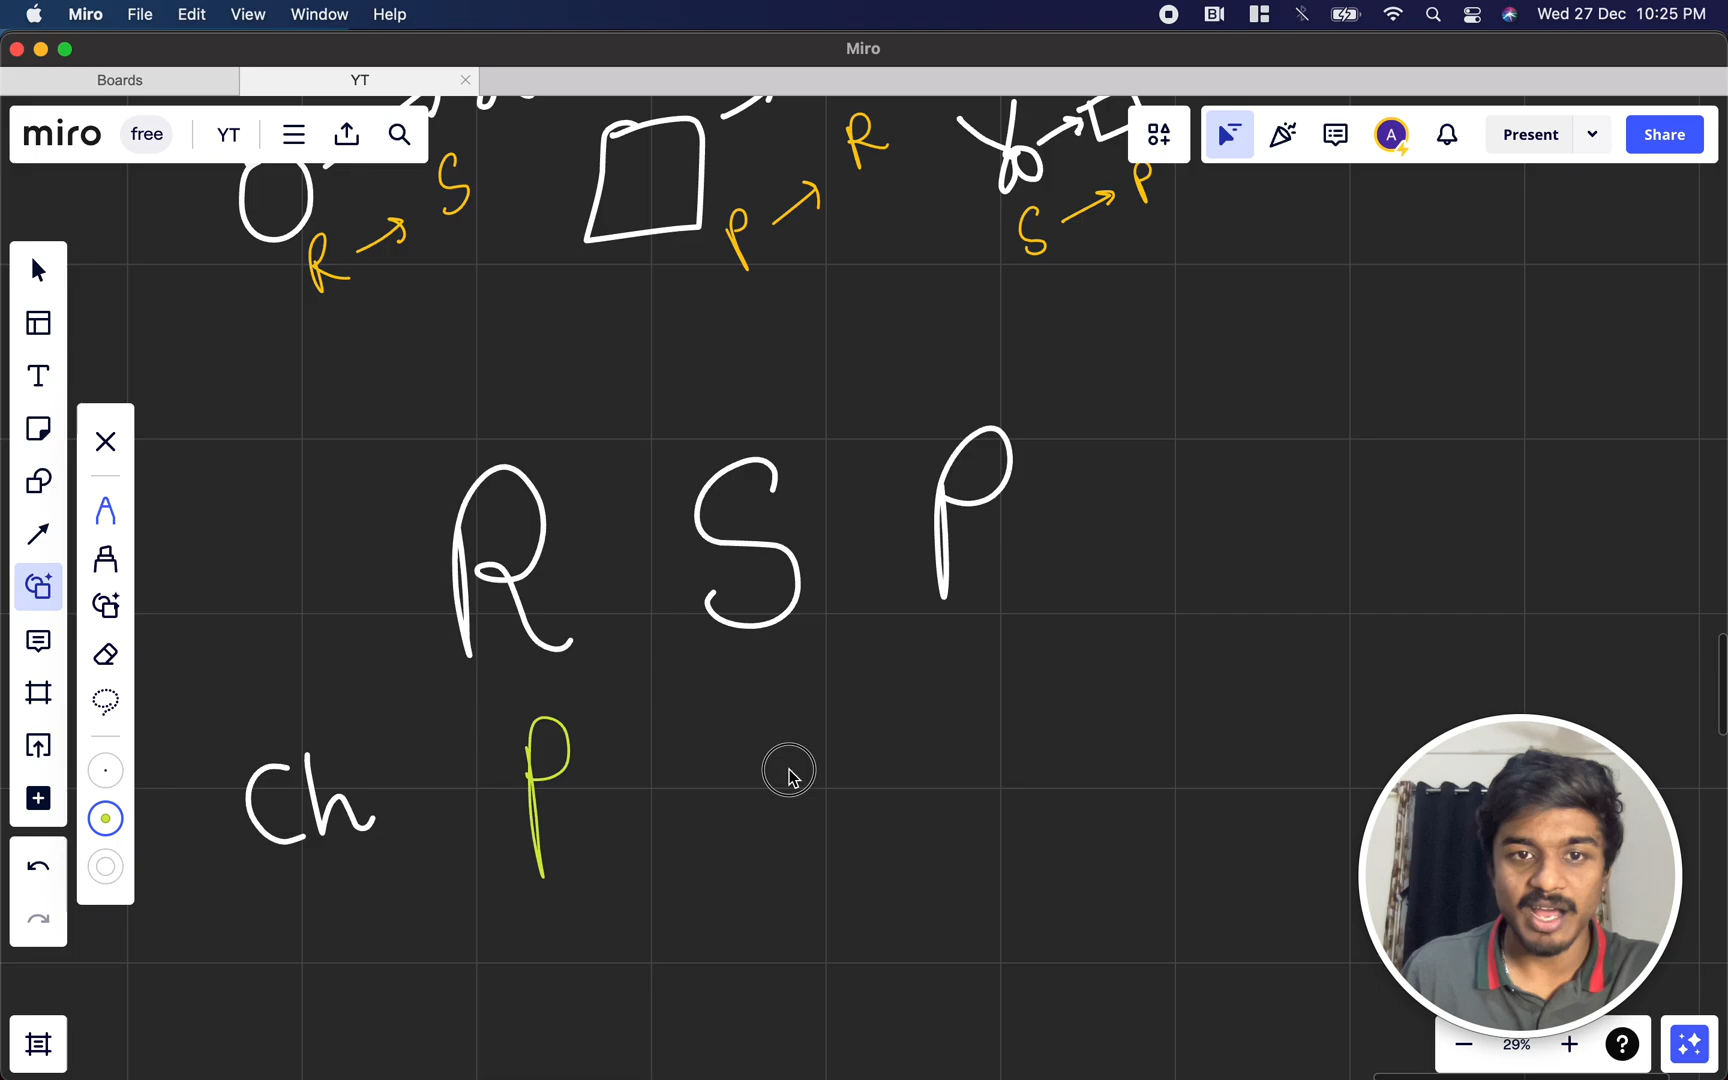 Miro File Edit View Window Help Wed 27 Dec 10:25 PM
Miro
Boards YT
miro free YT A Present Share
R → S P → R S → P
R S P
Ch P
29% ?